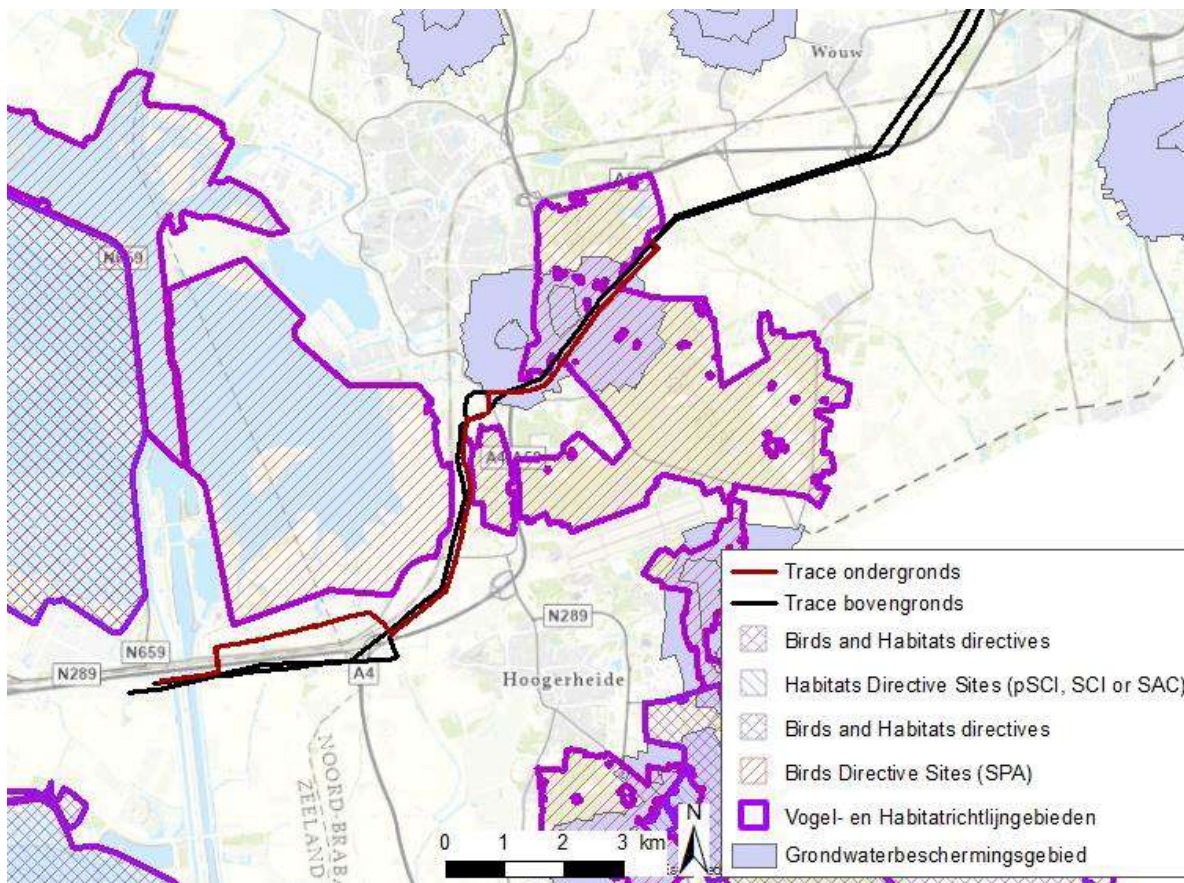 Wouw
A58
N659
A4 A58
N659
N289
A4
N289
Hoogerheide
NOORD-BRABA
ZEELAND
N
0 1 2 3 km
Trace ondergronds
Trace bovengronds
Birds and Habitats directives
Habitats Directive Sites (pSCI, SCI or SAC)
Birds and Habitats directives
Birds Directive Sites (SPA)
Vogel- en Habitatrichtlijngebieden
Grondwaterbeschermingsgebied